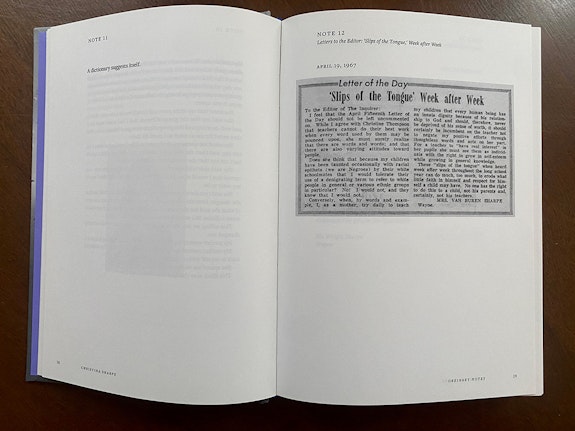 NOTE 11
A dictionary suggests itself.
CHRISTINA SHARPE
NOTE 12
Letters to the Editor: 'Slips of the Tongue,' Week after Week
APRIL 19, 1967
Letter of the Day
'Slips of the Tongue' Week after Week
To the Editor of The Inquirer:
I feel that the April Fifteenth Letter of
the Day should not be left uncommented
on. While I agree with Christine Thompson
that teachers cannot do their best work
when every word used by them may be
pounced upon, she must surely realize
that there are words and words; and that
there are also varying attitudes toward
people.
Does she think that because my children
have been taunted occasionally with racial
epithets (we are Negroes) by their white
schoolmates that I would tolerate their
use of a denigrating term to refer to white
people in general or various ethnic groups
in particular? No! I would not, and they
know that I would not.
Conversely, when, by words and exam-
ple, I, as a mother, try daily to teach
my children that every human being has
an innate dignity because of his relation-
ship to God and should, therefore, never
be deprived of his sense of worth, it should
certainly be incumbent on the teacher not
to negate my positive efforts through
thoughtless words and acts on her part.
For a teacher to "have real interest" in
her pupils she must see them as individ-
uals with the right to grow in self-esteem
while growing in general knowledge.
Those "slips of the tongue" when heard
week after week throughout the long school
year can do much, too much, to erode what
little faith in himself and respect for him-
self a child may have. No one has the right
to do this to a child, not his parents and,
certainly, not his teachers.
MRS. VAN BUREN SHARPE
Wayne.
ORDINARY NOTES